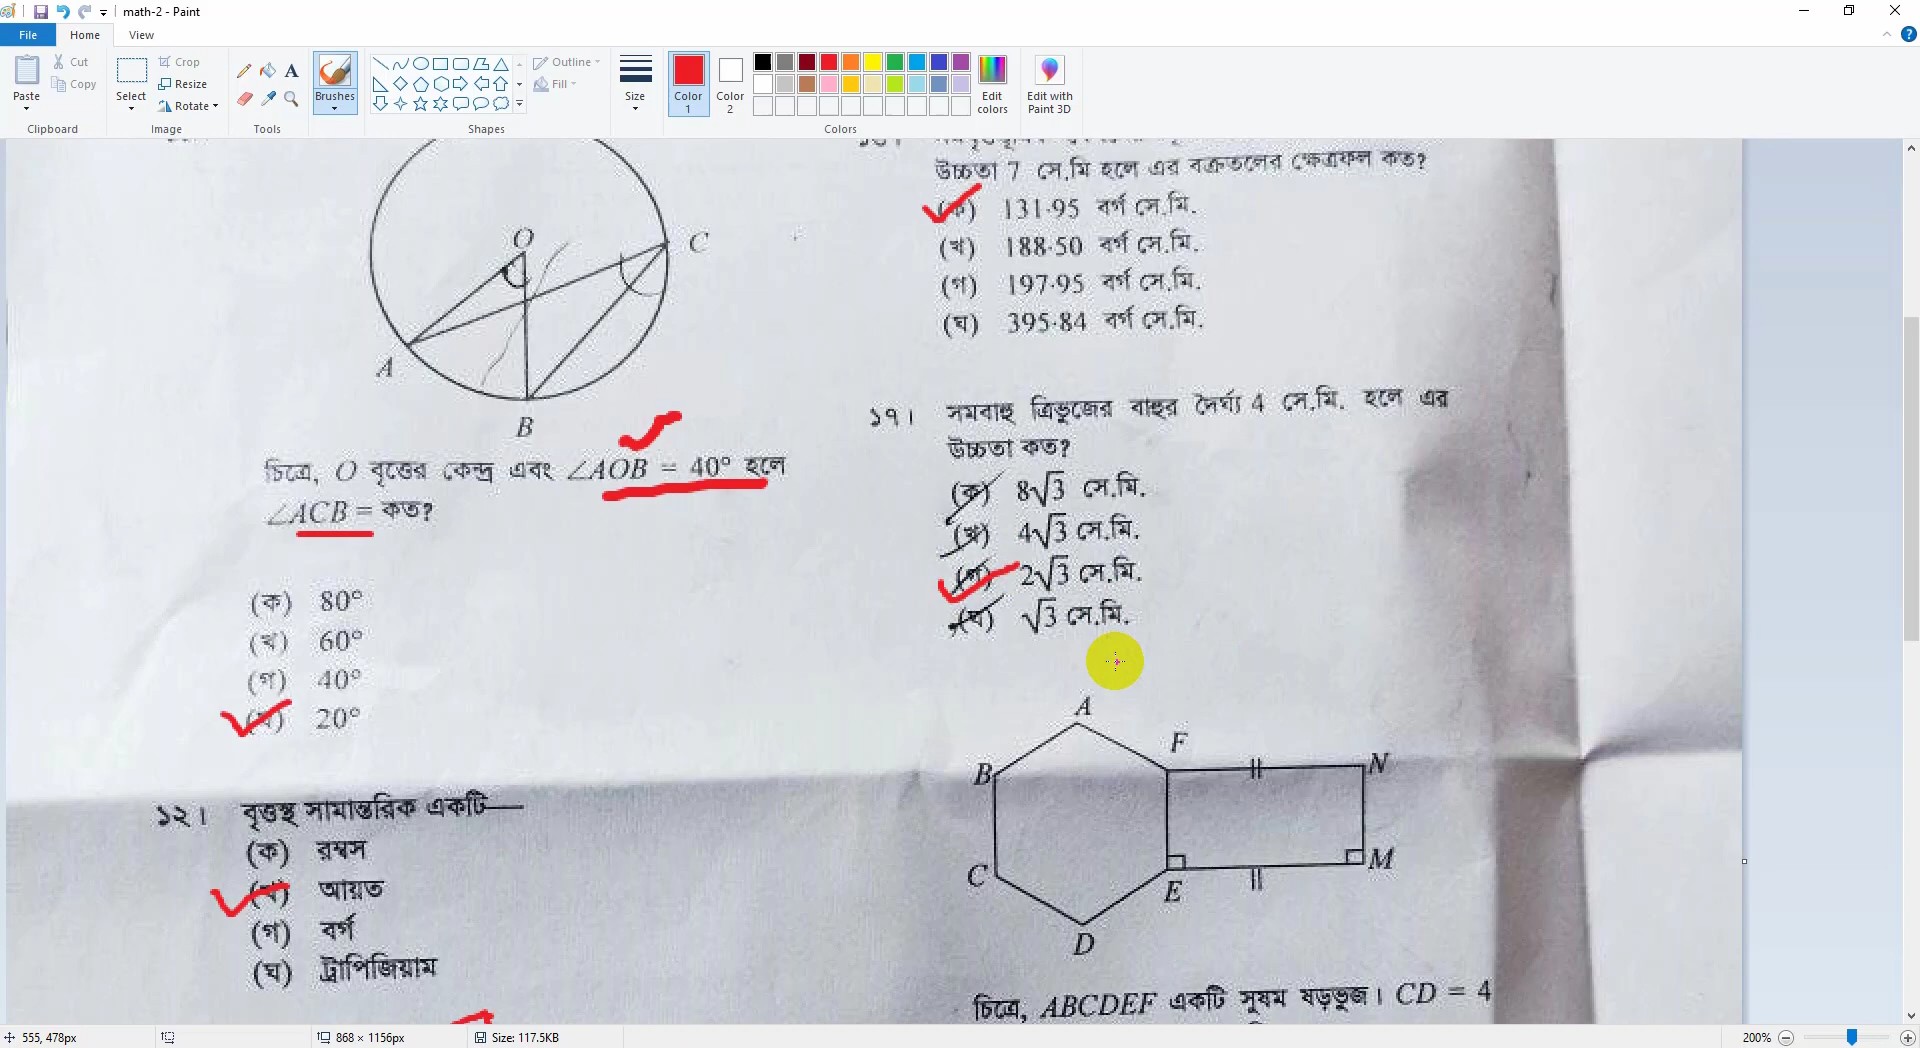 math-2 - Paint
File
Home
View
Paste
Cut
Copy
Clipboard
Select
Crop
Resize
Rotate
Image
A
Tools
Brushes
Shapes
Outline
Fill
Size
Color 1
Color 2
Edit colors
Colors
Edit with Paint 3D
O
C
A
B
চিত্রে, O বৃত্তের কেন্দ্র এবং ∠AOB = 40° হলে
∠ACB = কত?
(ক) 80°
(খ) 60°
(গ) 40°
(ঘ) 20°
১২। বৃত্তস্থ সামান্তরিক একটি—
(ক) রম্বস
(খ) আয়ত
(গ) বর্গ
(ঘ) ট্রাপিজিয়াম
উচ্চতা 7 সে.মি হলে এর বক্রতলের ক্ষেত্রফল কত?
(ক) 131·95 বর্গ সে.মি.
(খ) 188·50 বর্গ সে.মি.
(গ) 197·95 বর্গ সে.মি.
(ঘ) 395·84 বর্গ সে.মি.
১৭। সমবাহু ত্রিভুজের বাহুর দৈর্ঘ্য 4 সে.মি. হলে এর
উচ্চতা কত?
(ক) 8√3 সে.মি.
(খ) 4√3 সে.মি.
(গ) 2√3 সে.মি.
(ঘ) √3 সে.মি.
A
F
B
N
C
E
M
D
চিত্রে, ABCDEF একটি সুষম ষড়ভুজ। CD = 4
555, 478px
868 × 1156px
Size: 117.5KB
200%